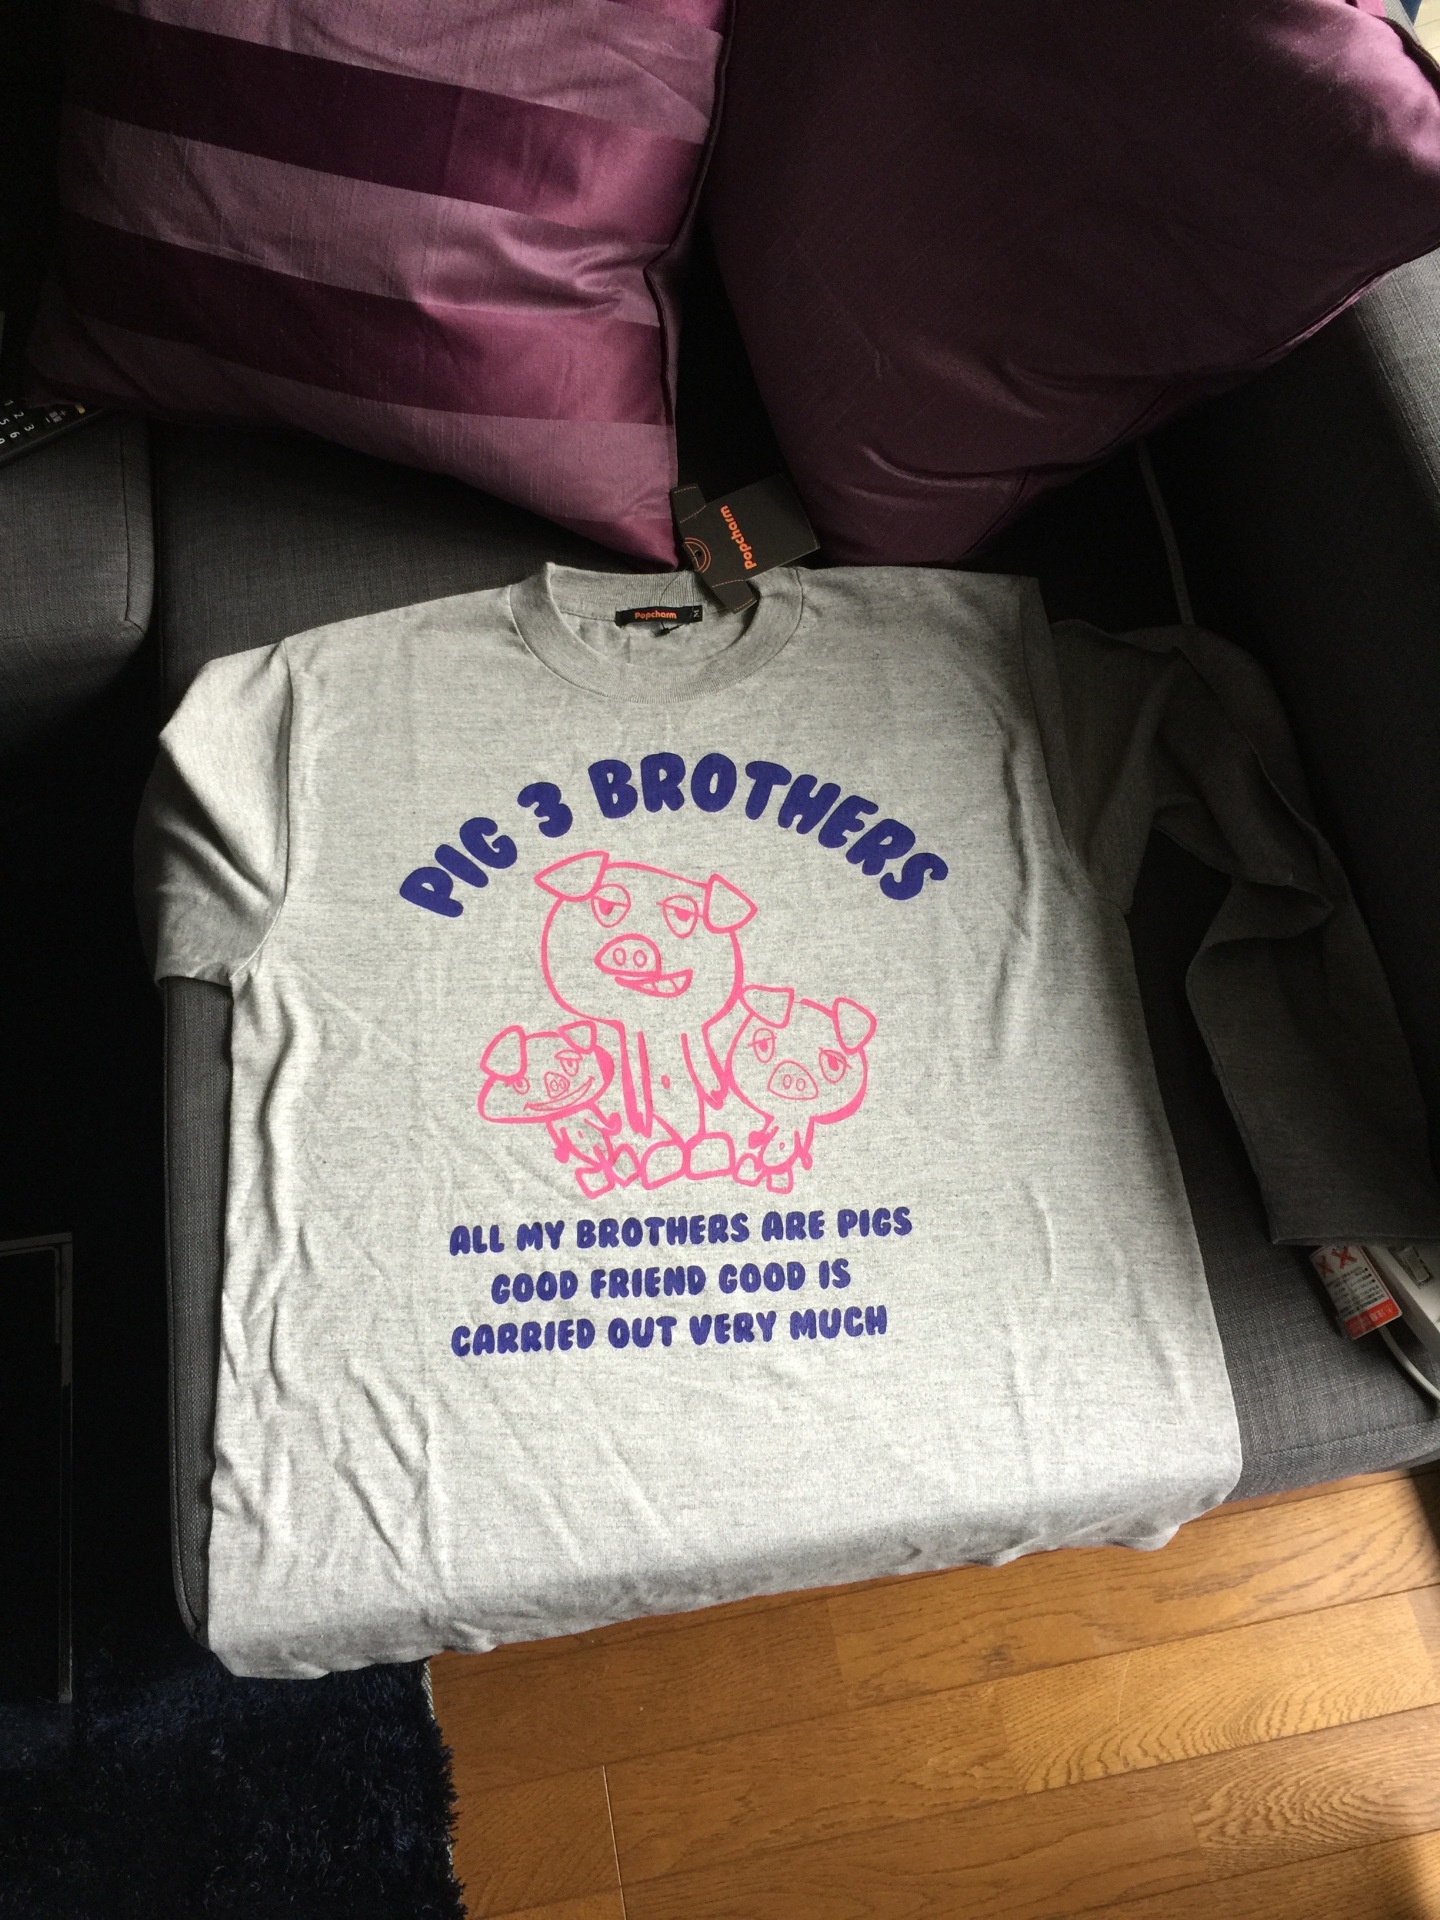 Popcharm
Popcharm M
PIG 3 BROTHERS
ALL MY BROTHERS ARE PIGS
GOOD FRIEND GOOD IS
CARRIED OUT VERY MUCH